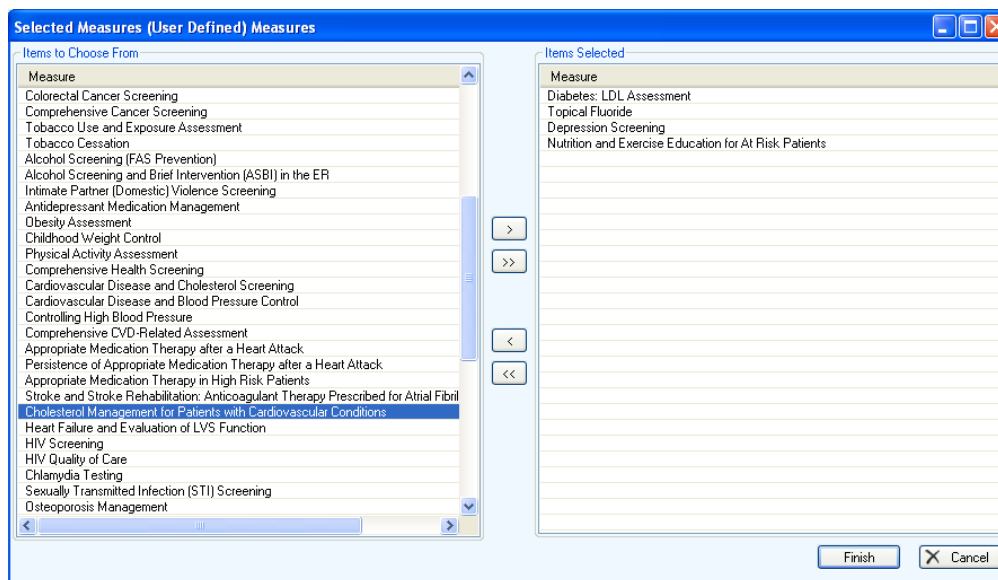 Selected Measures (User Defined) Measures
Items to Choose From
Measure
Colorectal Cancer Screening
Comprehensive Cancer Screening
Tobacco Use and Exposure Assessment
Tobacco Cessation
Alcohol Screening (FAS Prevention)
Alcohol Screening and Brief Intervention (ASBI) in the ER
Intimate Partner (Domestic) Violence Screening
Antidepressant Medication Management
Obesity Assessment
Childhood Weight Control
Physical Activity Assessment
Comprehensive Health Screening
Cardiovascular Disease and Cholesterol Screening
Cardiovascular Disease and Blood Pressure Control
Controlling High Blood Pressure
Comprehensive CVD-Related Assessment
Appropriate Medication Therapy after a Heart Attack
Persistence of Appropriate Medication Therapy after a Heart Attack
Appropriate Medication Therapy in High Risk Patients
Stroke and Stroke Rehabilitation: Anticoagulant Therapy Prescribed for Atrial Fibril
Cholesterol Management for Patients with Cardiovascular Conditions
Heart Failure and Evaluation of LVS Function
HIV Screening
HIV Quality of Care
Chlamydia Testing
Sexually Transmitted Infection (STI) Screening
Osteoporosis Management
>
>>
<
<<
Items Selected
Measure
Diabetes: LDL Assessment
Topical Fluoride
Depression Screening
Nutrition and Exercise Education for At Risk Patients
Finish
Cancel